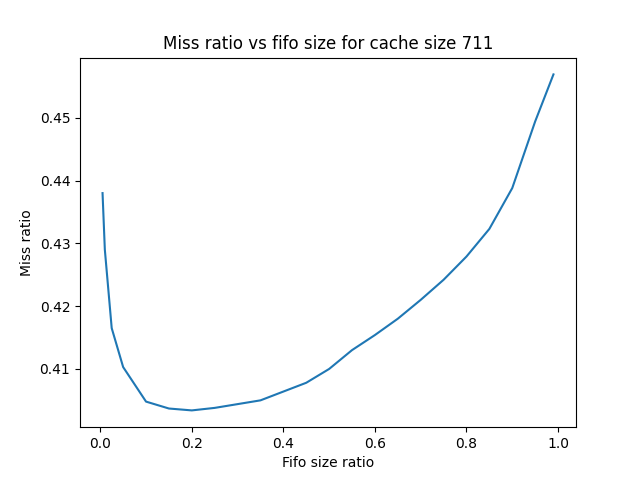 Miss ratio vs fifo size for cache size 711
0.45
0.44
0.43
0.42
0.41
Miss ratio
0.0 0.2 0.4 0.6 0.8 1.0
Fifo size ratio